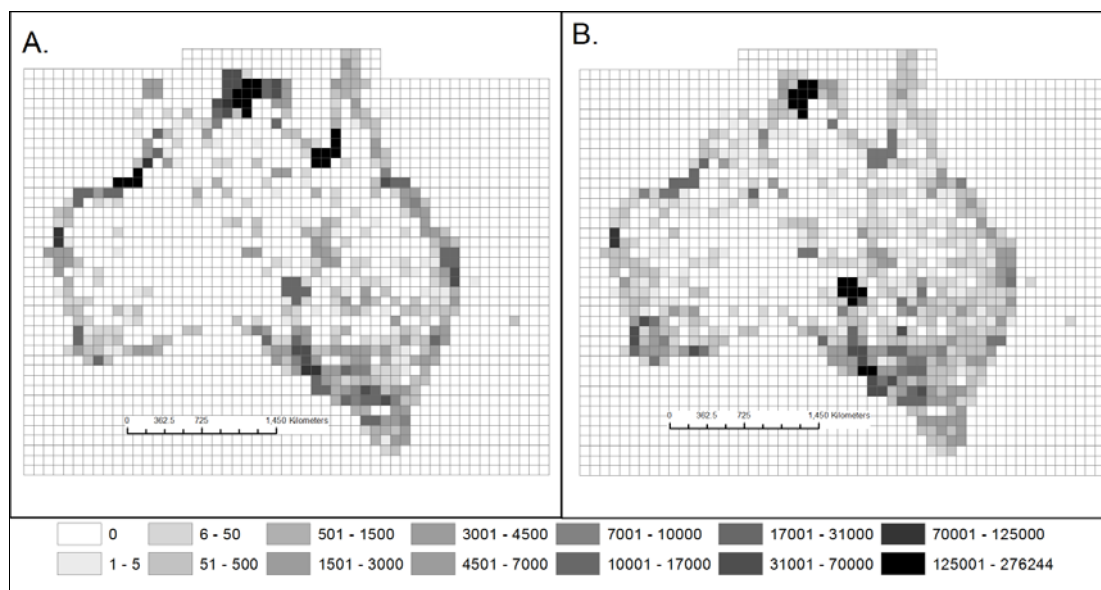 A.
B.
0 362.5 725 1,450 Kilometers
0 362.5 725 1,450 Kilometers
0 6 - 50 501 - 1500 3001 - 4500 7001 - 10000 17001 - 31000 70001 - 125000
1 - 5 51 - 500 1501 - 3000 4501 - 7000 10001 - 17000 31001 - 70000 125001 - 276244